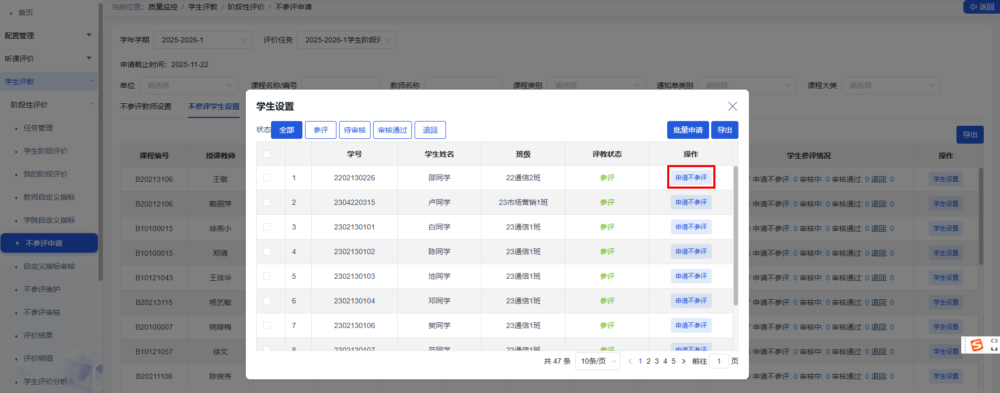 首页
配置管理
听课评价
学生评教
阶段性评价
任务管理
学生阶段评价
我的阶段评价
教师自定义指标
学院自定义指标
不参评申请
自定义指标审核
不参评维护
不参评审核
评价结果
评价明细
学生评价分析
当前位置: 质量监控 / 学生评教 / 阶段性评价 / 不参评申请
返回
学年学期 2025-2026-1 评价任务 2025-2026-1学生阶段评
申请截止时间：2025-11-22
单位 请选择 课程名称/编号 教师名称 课程类别 请选择 通知单类别 请选择 课程大类 请选择
不参评教师设置 不参评学生设置
导出
课程编号 授课教师 学生参评情况 操作
B20213106 王敬 申请不参评: 0 审核中: 0 审核通过: 0 退回: 0 学生设置
B20212106 赖丽萍 申请不参评: 0 审核中: 0 审核通过: 0 退回: 0 学生设置
B10100015 徐燕小 申请不参评: 0 审核中: 0 审核通过: 0 退回: 0 学生设置
B10100015 郑清 申请不参评: 0 审核中: 0 审核通过: 0 退回: 0 学生设置
B10121043 王效华 申请不参评: 0 审核中: 0 审核通过: 0 退回: 0 学生设置
B20213115 杨艺敏 申请不参评: 0 审核中: 0 审核通过: 0 退回: 0 学生设置
B20100007 姚婷梅 申请不参评: 0 审核中: 0 审核通过: 0 退回: 0 学生设置
B10121057 徐文 申请不参评: 0 审核中: 0 审核通过: 0 退回: 0 学生设置
B20211108 陈俊秀 申请不参评: 0 审核中: 0 审核通过: 0 退回: 0 学生设置
学生设置
状态 全部 参评 待审核 审核通过 退回 批量申请 导出
学号 学生姓名 班级 评教状态 操作
1 2202130226 邵同学 22通信2班 参评 申请不参评
2 2304220315 卢同学 23市场营销1班 参评 申请不参评
3 2302130101 白同学 23通信1班 参评 申请不参评
4 2302130102 陈同学 23通信1班 参评 申请不参评
5 2302130103 池同学 23通信1班 参评 申请不参评
6 2302130104 邓同学 23通信1班 参评 申请不参评
7 2302130106 樊同学 23通信1班 参评 申请不参评
8 2302130107 范同学 23通信1班 参评 申请不参评
共 47 条 10条/页 1 2 3 4 5 前往 1 页